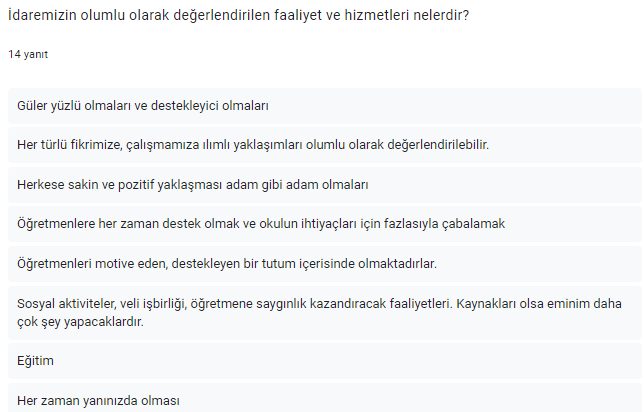 İdaremizin olumlu olarak değerlendirilen faaliyet ve hizmetleri nelerdir?
14 yanıt
Güler yüzlü olmaları ve destekleyici olmaları
Her türlü fikrimize, çalışmamıza ılımlı yaklaşımları olumlu olarak değerlendirilebilir.
Herkese sakin ve pozitif yaklaşması adam gibi adam olmaları
Öğretmenlere her zaman destek olmak ve okulun ihtiyaçları için fazlasıyla çabalamak
Öğretmenleri motive eden, destekleyen bir tutum içerisinde olmaktadırlar.
Sosyal aktiviteler, veli işbirliği, öğretmene saygınlık kazandıracak faaliyetleri. Kaynakları olsa eminim daha
çok şey yapacaklardır.
Eğitim
Her zaman yanınızda olması